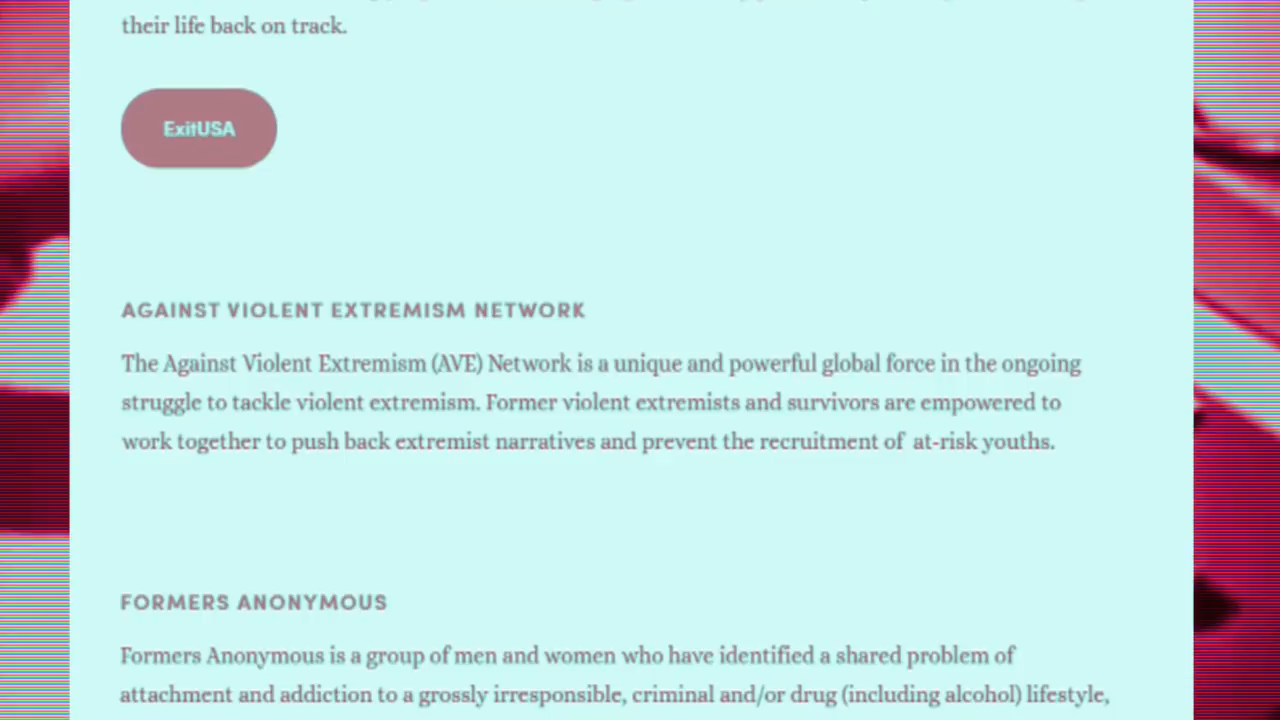 their life back on track.
ExitUSA
AGAINST VIOLENT EXTREMISM NETWORK
The Against Violent Extremism (AVE) Network is a unique and powerful global force in the ongoing
struggle to tackle violent extremism. Former violent extremists and survivors are empowered to
work together to push back extremist narratives and prevent the recruitment of at-risk youths.
FORMERS ANONYMOUS
Formers Anonymous is a group of men and women who have identified a shared problem of
attachment and addiction to a grossly irresponsible, criminal and/or drug (including alcohol) lifestyle,